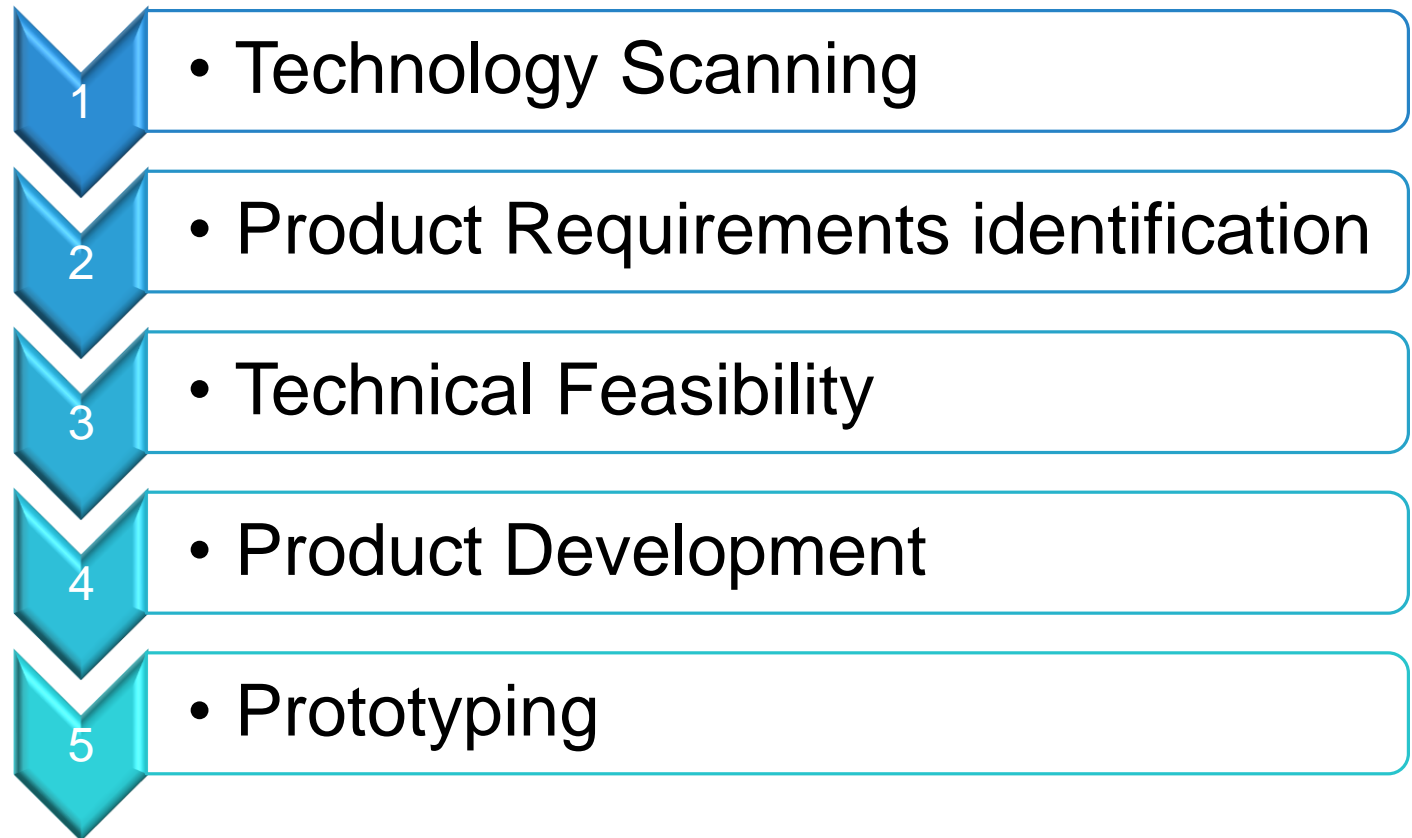 1
• Technology Scanning
2
• Product Requirements identification
3
• Technical Feasibility
4
• Product Development
5
• Prototyping